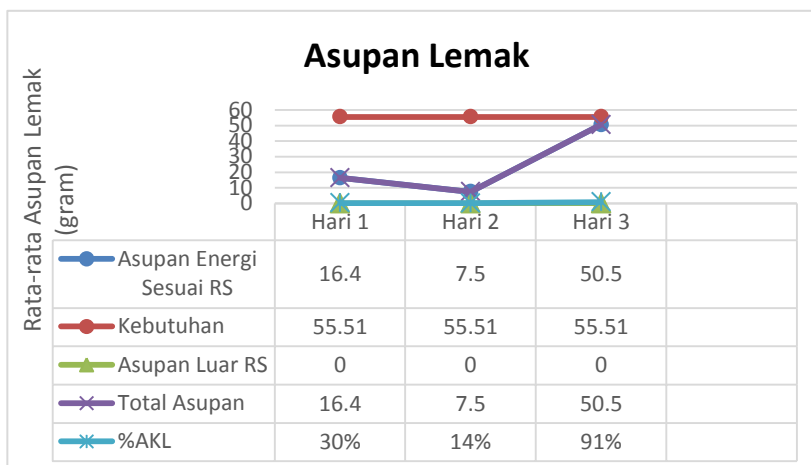 Asupan Lemak
Rata-rata Asupan Lemak
(gram)
60
50
40
30
20
10
0
Hari 1 Hari 2 Hari 3
Asupan Energi
Sesuai RS 16.4 7.5 50.5
Kebutuhan 55.51 55.51 55.51
Asupan Luar RS 0 0 0
Total Asupan 16.4 7.5 50.5
%AKL 30% 14% 91%